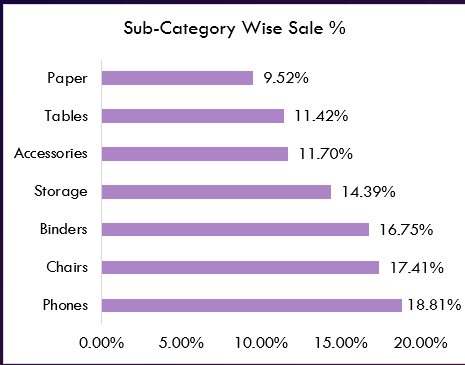 Sub-Category Wise Sale %
Paper 9.52%
Tables 11.42%
Accessories 11.70%
Storage 14.39%
Binders 16.75%
Chairs 17.41%
Phones 18.81%
0.00% 5.00% 10.00% 15.00% 20.00%